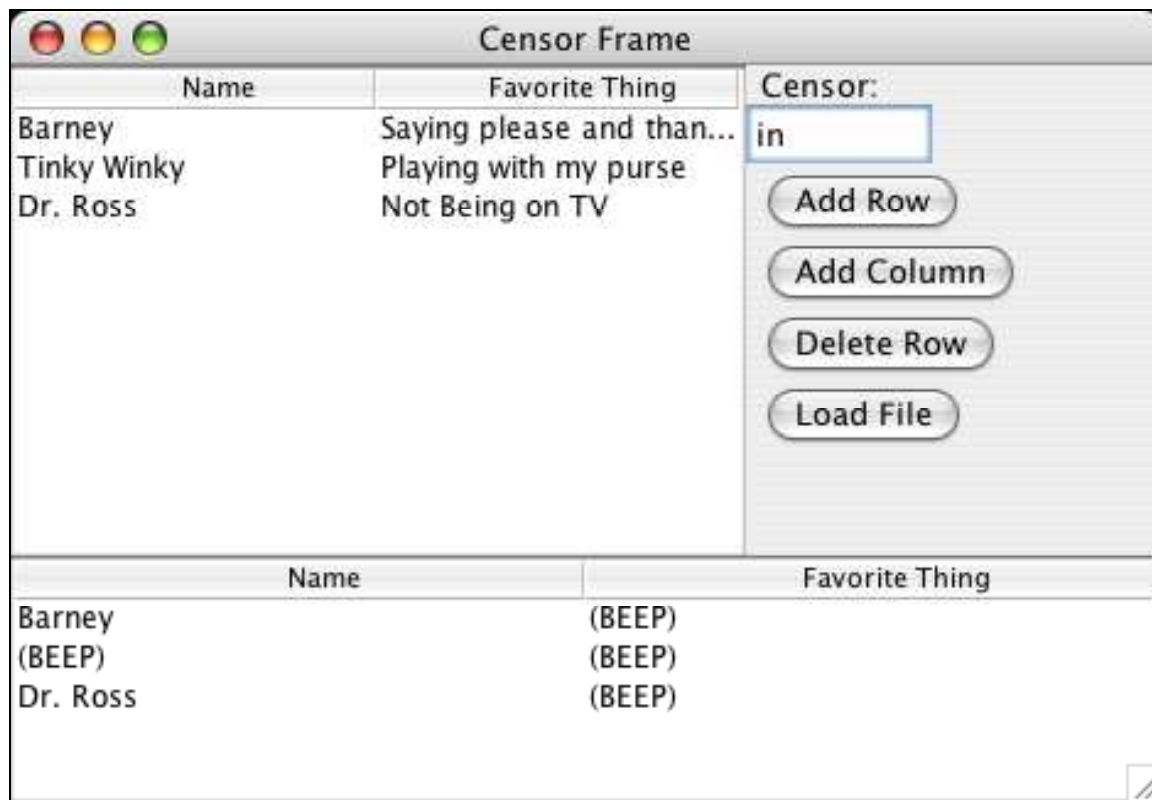 Censor Frame
Name Favorite Thing
Barney Saying please and than...
Tinky Winky Playing with my purse
Dr. Ross Not Being on TV
Censor:
in
Add Row
Add Column
Delete Row
Load File
Name Favorite Thing
Barney (BEEP)
(BEEP) (BEEP)
Dr. Ross (BEEP)